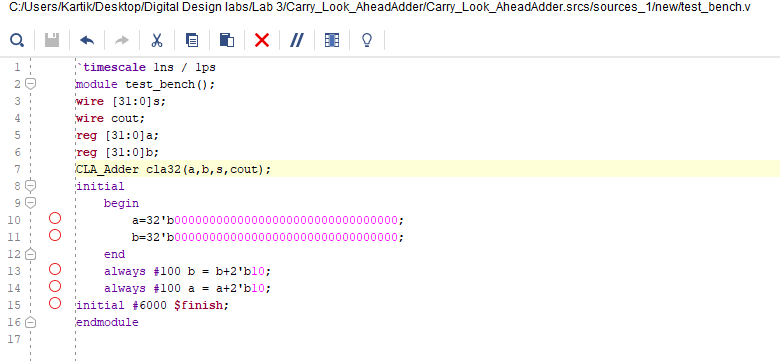 C:/Users/Kartik/Desktop/Digital Design labs/Lab 3/Carry_Look_AheadAdder/Carry_Look_AheadAdder.srcs/sources_1/new/test_bench.v
1 `timescale 1ns / 1ps
2 module test_bench();
3 wire [31:0]s;
4 wire cout;
5 reg [31:0]a;
6 reg [31:0]b;
7 CLA_Adder cla32(a,b,s,cout);
8 initial
9 begin
10 a=32'b00000000000000000000000000000000;
11 b=32'b00000000000000000000000000000000;
12 end
13 always #100 b = b+2'b10;
14 always #100 a = a+2'b10;
15 initial #6000 $finish;
16 endmodule
17